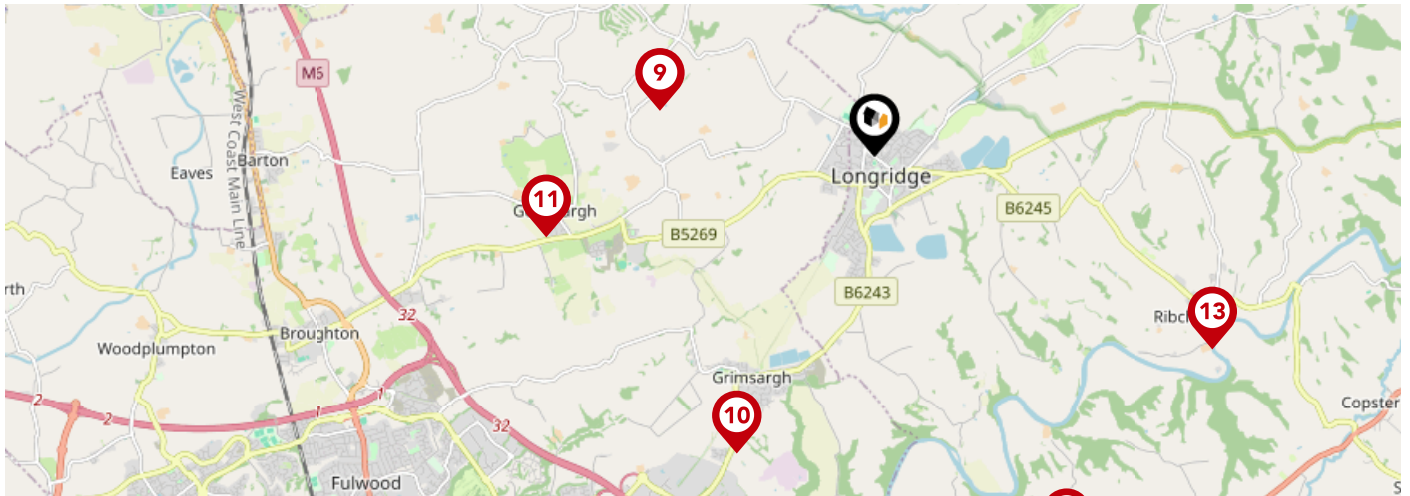 M6
9
West Coast Main Line
Barton
Eaves
Longridge
11
B5269
B6245
B6243
13
32
Broughton
Woodplumpton
Grimsargh
2
2
1
1
10
32
Copster
Fulwood